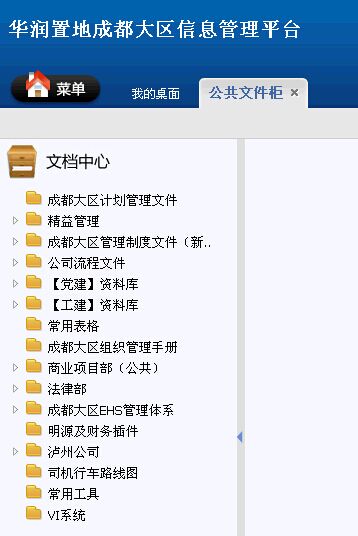 华润置地成都大区信息管理平台
菜单 我的桌面 公共文件柜 ×
文档中心
成都大区计划管理文件
精益管理
成都大区管理制度文件（新..
公司流程文件
【党建】资料库
【工建】资料库
常用表格
成都大区组织管理手册
商业项目部（公共）
法律部
成都大区EHS管理体系
明源及财务插件
泸州公司
司机行车路线图
常用工具
VI系统